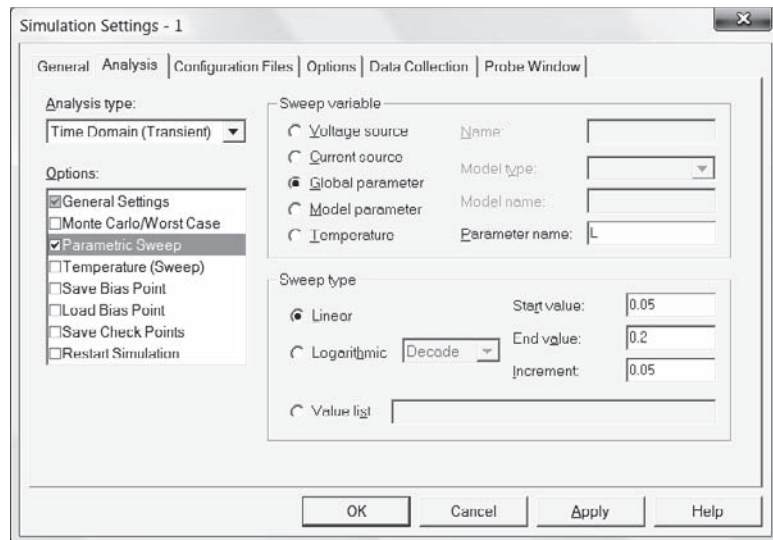 Simulation Settings - 1
General Analysis Configuration Files Options Data Collection Probe Window
Analysis type:
Time Domain (Transient)
Options:
General Settings
Monte Carlo/Worst Case
Parametric Sweep
Temperature (Sweep)
Save Bias Point
Load Bias Point
Save Check Points
Restart Simulation
Sweep variable
Voltage source
Current source
Global parameter
Model parameter
Temperature
Name:
Model type:
Model name:
Parameter name: L
Sweep type
Linear
Logarithmic Decade
Value list
Start value: 0.05
End value: 0.2
Increment: 0.05
OK Cancel Apply Help